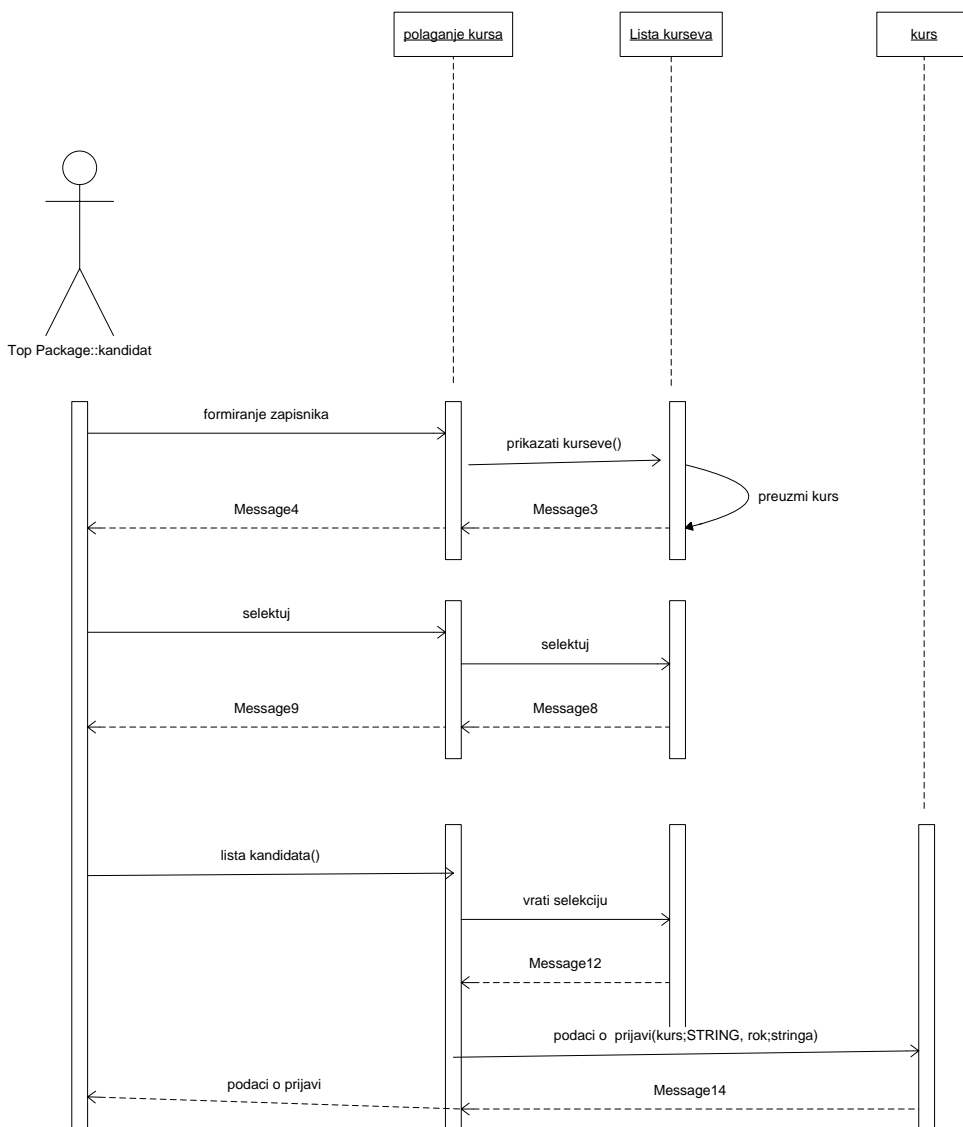 polaganje kursa
Lista kurseva
kurs
Top Package::kandidat
formiranje zapisnika
prikazati kurseve()
preuzmi kurs
Message4
Message3
selektuj
selektuj
Message9
Message8
lista kandidata()
vrati selekciju
Message12
podaci o prijavi(kurs;STRING, rok;stringa)
podaci o prijavi
Message14